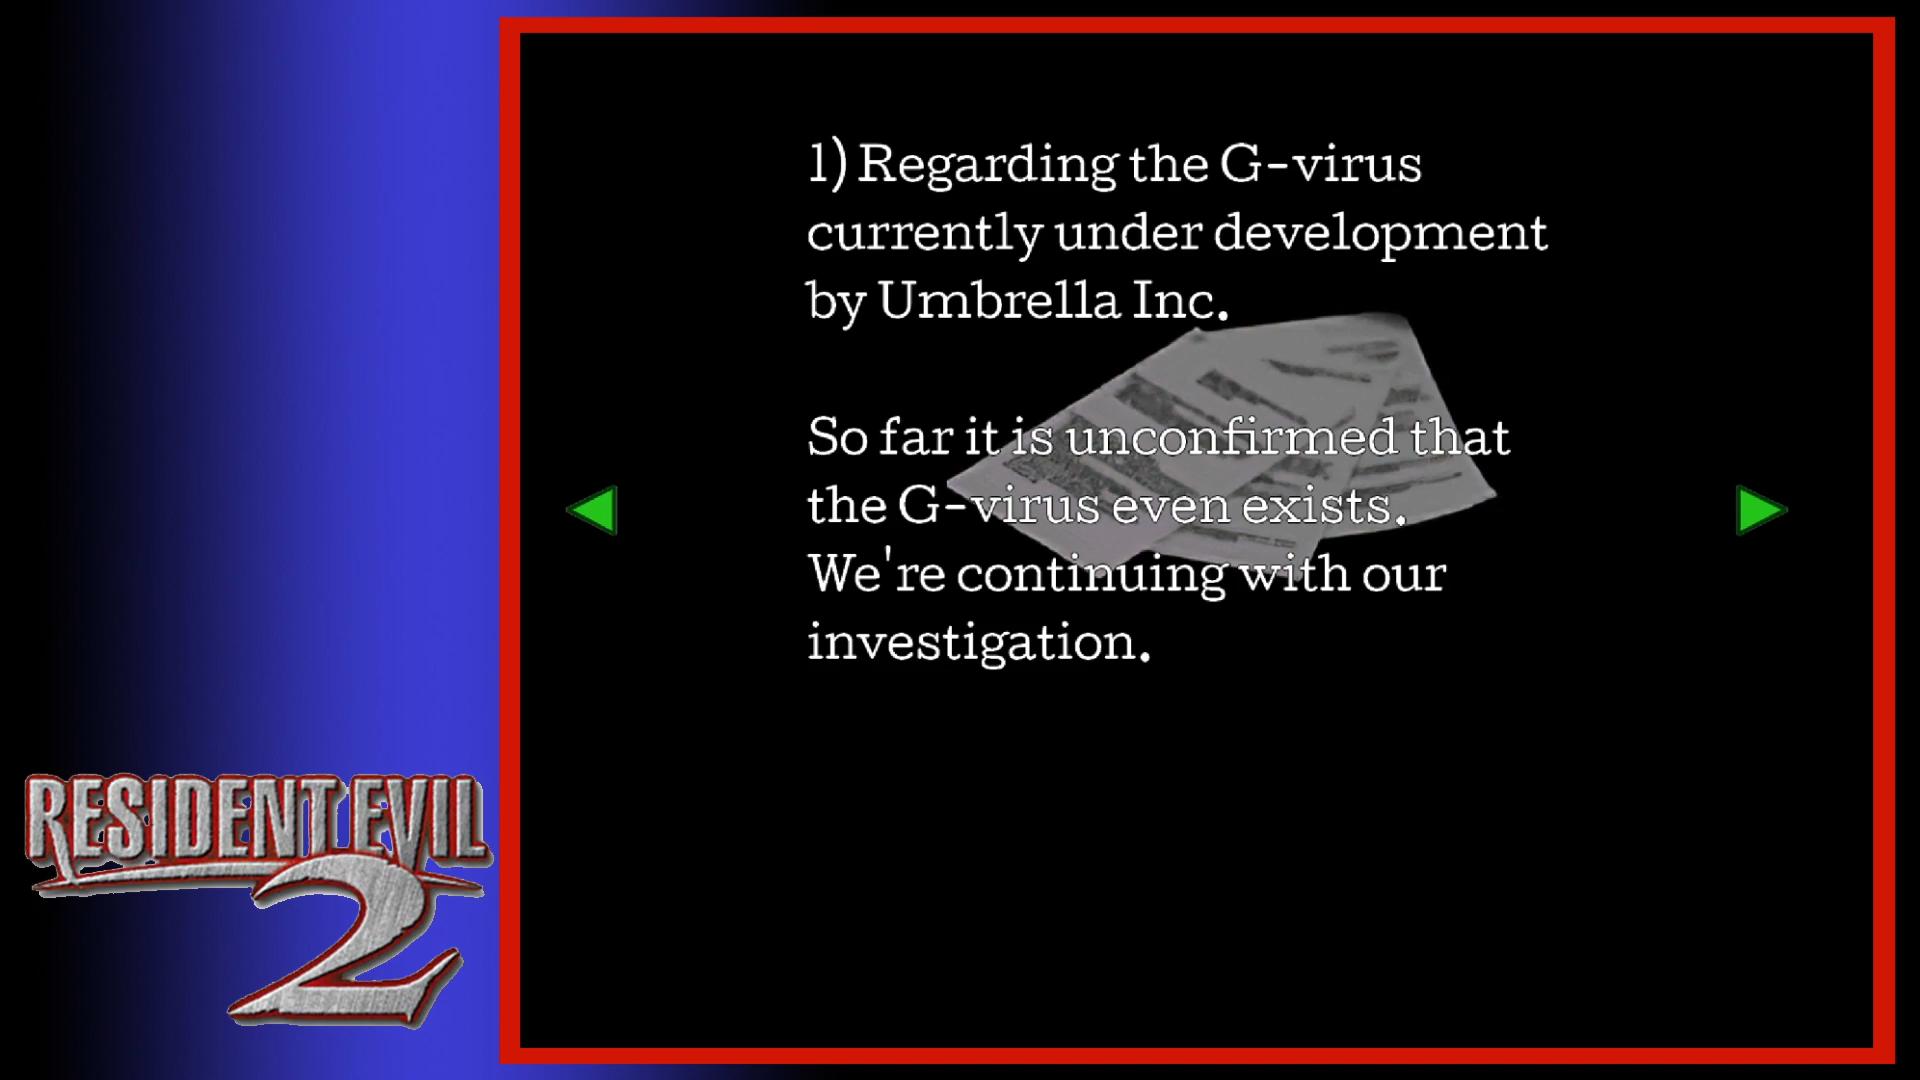 1) Regarding the G-virus
currently under development
by Umbrella Inc.
So far it is unconfirmed that
the G-virus even exists.
We're continuing with our
investigation.
RESIDENT EVIL
2